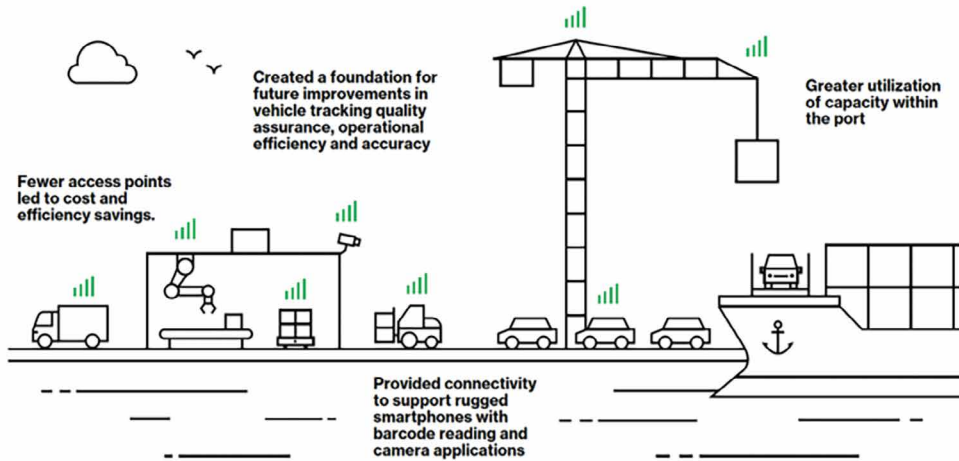 Created a foundation for
future improvements in
vehicle tracking quality
assurance, operational
efficiency and accuracy
Greater utilization
of capacity within
the port
Fewer access points
led to cost and
efficiency savings.
Provided connectivity
to support rugged
smartphones with
barcode reading and
camera applications